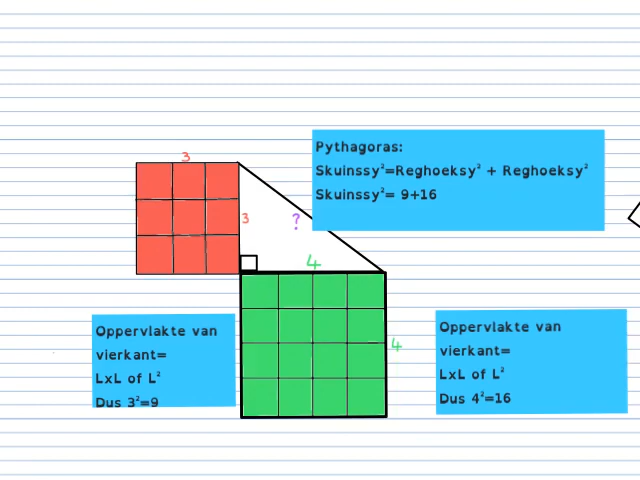 Pythagoras:
Skuinssy²=Reghoeksy² + Reghoeksy²
Skuinssy²= 9+16
3
3
?
4
4
Oppervlakte van
vierkant=
LxL of L²
Dus 3²=9
Oppervlakte van
vierkant=
LxL of L²
Dus 4²=16